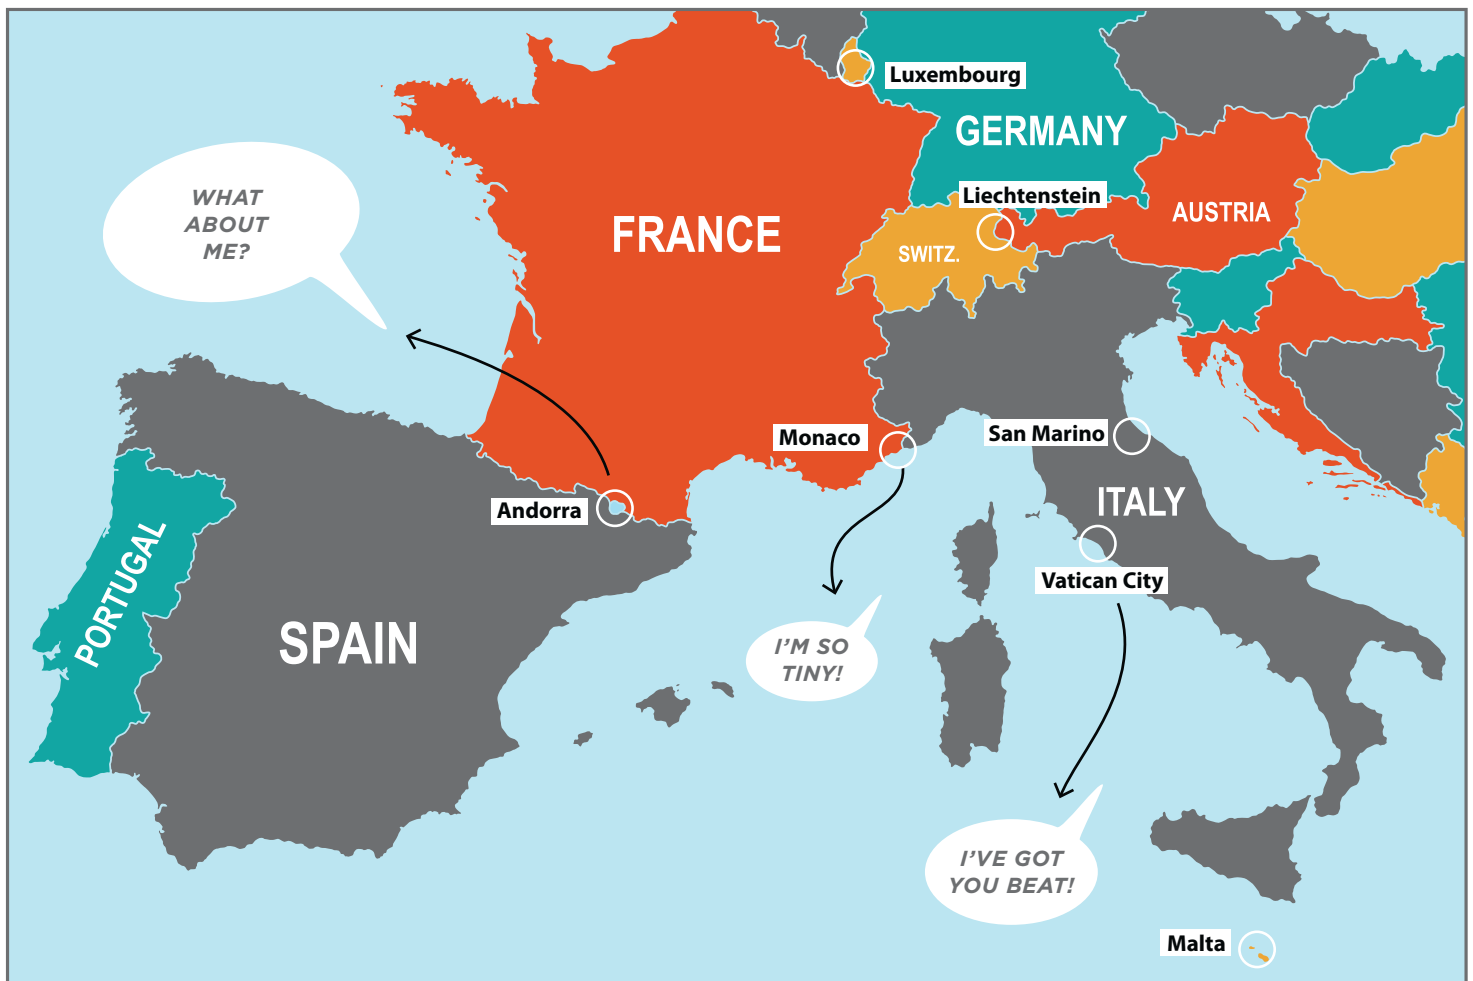 Luxembourg
GERMANY
WHAT
ABOUT
ME?
Liechtenstein
FRANCE
AUSTRIA
SWITZ.
Monaco
San Marino
Andorra
ITALY
PORTUGAL
Vatican City
SPAIN
I'M SO
TINY!
I'VE GOT
YOU BEAT!
Malta